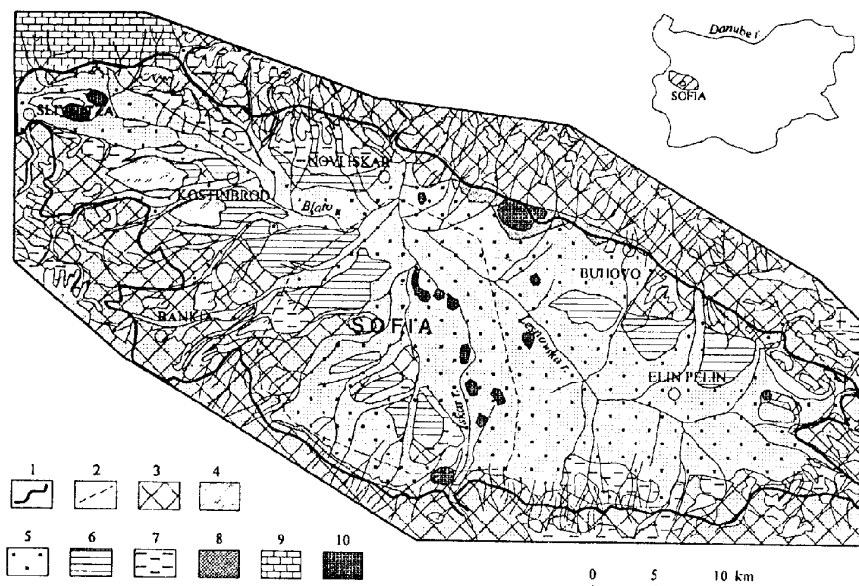 Danube r.
SOFIA
SLIVNITZA
NOVI ISKAR
KOSTINBROD
Blato
BUHOVO
BANKIA
SOFIA
Lesnovska r.
ELIN PELIN
Iskar r.
1 2 3 4
5 6 7 8 9 10
0 5 10 km